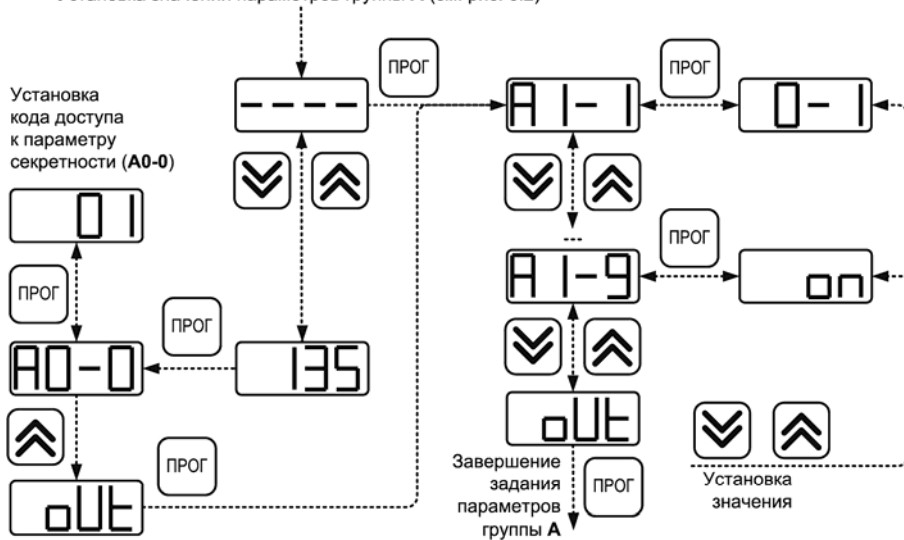 ПРОГ
ПРОГ
Установка
кода доступа
к параметру
секретности (A0-0)
----
A1-1
0-1
01
...
ПРОГ
ПРОГ
ПРОГ
A1-9
on
A0-0
135
oUt
ПРОГ
oUt
Завершение
задания
параметров
группы A
ПРОГ
Установка
значения